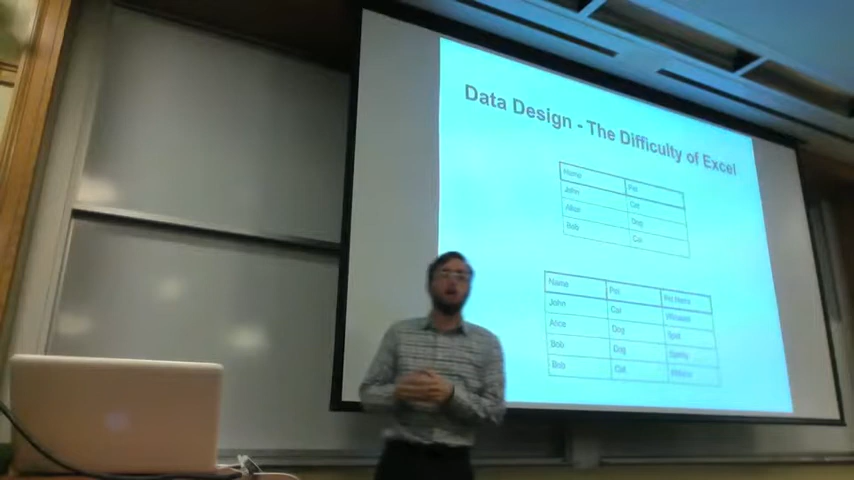 Data Design - The Difficulty of Excel
Name Pet
John Cat
Alice Dog
Bob Cat
Name Pet Pet Name
John Cat
Alice Dog Spot
Bob Dog
Bob Cat